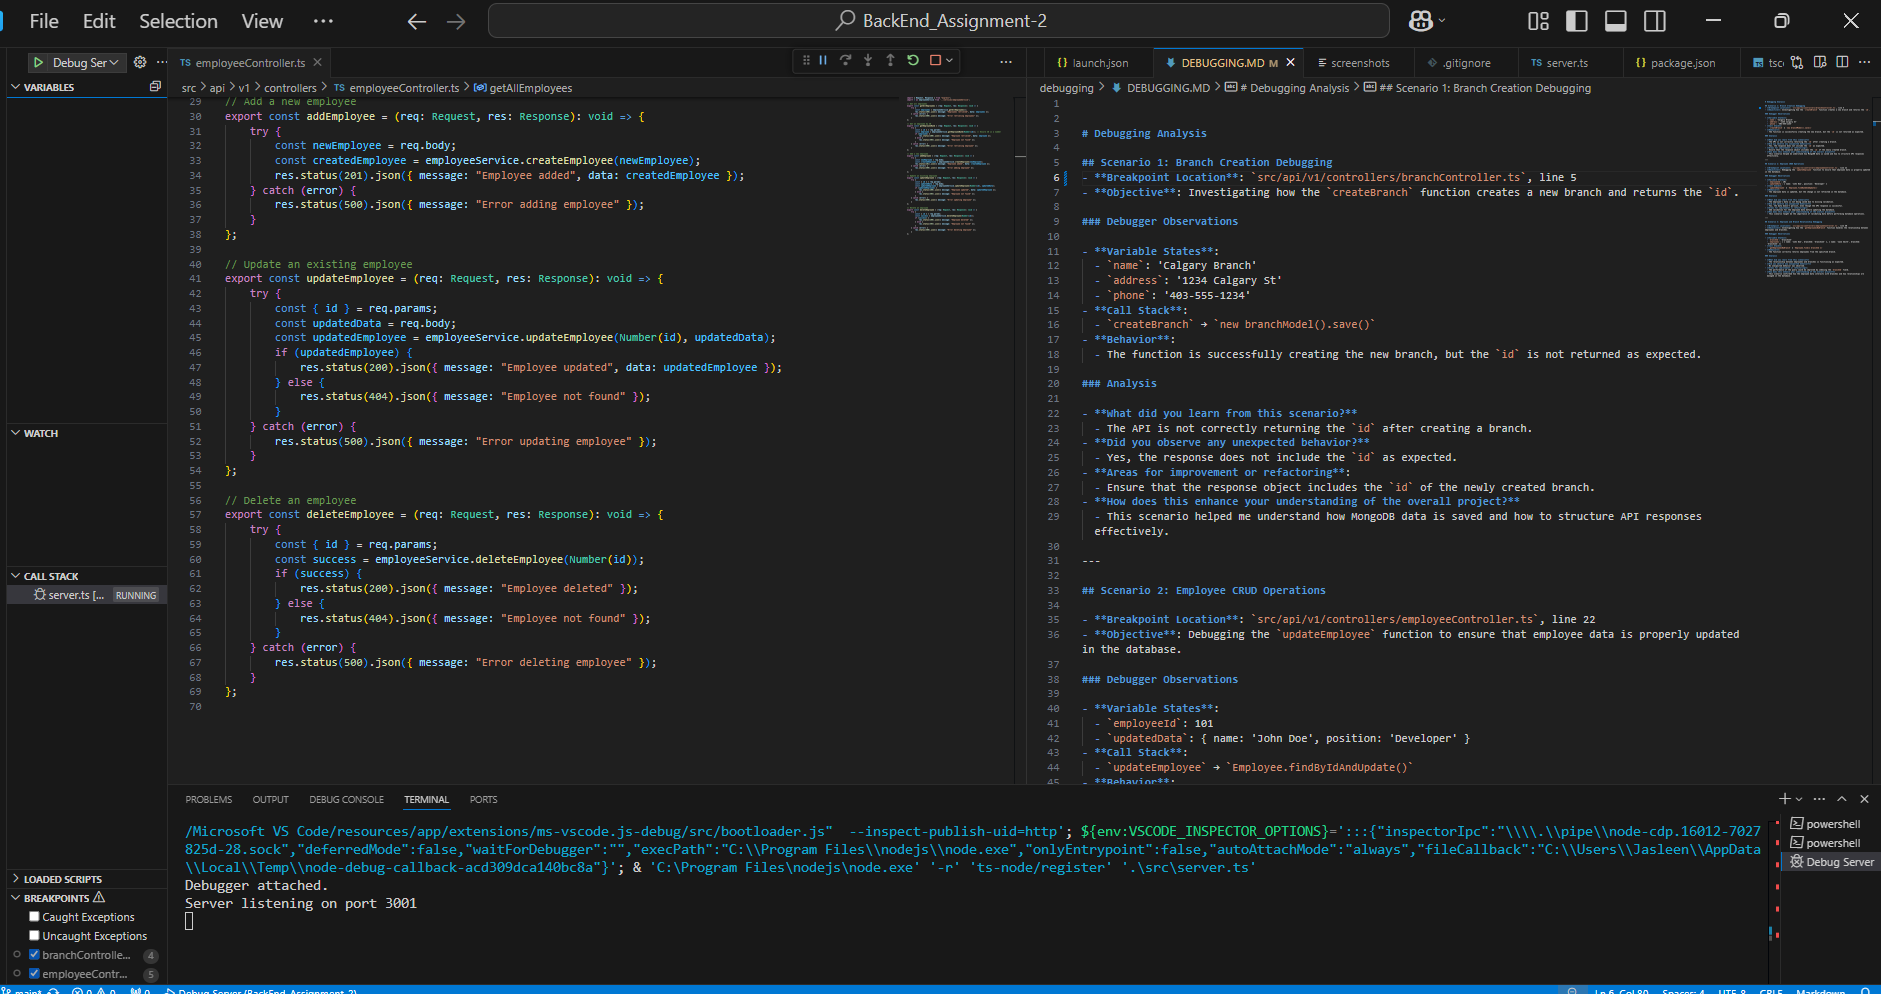 File Edit Selection View ··· BackEnd_Assignment-2
Debug Ser
VARIABLES
WATCH
CALL STACK
server.ts [... RUNNING
LOADED SCRIPTS
BREAKPOINTS
Caught Exceptions
Uncaught Exceptions
branchControlle... 4
employeeContr... 5
TS employeeController.ts
src > api > v1 > controllers > TS employeeController.ts > getAllEmployees
29 // Add a new employee
30 export const addEmployee = (req: Request, res: Response): void => {
31 try {
32 const newEmployee = req.body;
33 const createdEmployee = employeeService.createEmployee(newEmployee);
34 res.status(201).json({ message: "Employee added", data: createdEmployee });
35 } catch (error) {
36 res.status(500).json({ message: "Error adding employee" });
37 }
38 };
39
40 // Update an existing employee
41 export const updateEmployee = (req: Request, res: Response): void => {
42 try {
43 const { id } = req.params;
44 const updatedData = req.body;
45 const updatedEmployee = employeeService.updateEmployee(Number(id), updatedData);
46 if (updatedEmployee) {
47 res.status(200).json({ message: "Employee updated", data: updatedEmployee });
48 } else {
49 res.status(404).json({ message: "Employee not found" });
50 }
51 } catch (error) {
52 res.status(500).json({ message: "Error updating employee" });
53 }
54 };
55
56 // Delete an employee
57 export const deleteEmployee = (req: Request, res: Response): void => {
58 try {
59 const { id } = req.params;
60 const success = employeeService.deleteEmployee(Number(id));
61 if (success) {
62 res.status(200).json({ message: "Employee deleted" });
63 } else {
64 res.status(404).json({ message: "Employee not found" });
65 }
66 } catch (error) {
67 res.status(500).json({ message: "Error deleting employee" });
68 }
69 };
70
{} launch.json DEBUGGING.MD M screenshots .gitignore TS server.ts {} package.json tsc
debugging > DEBUGGING.MD > # Debugging Analysis > ## Scenario 1: Branch Creation Debugging
1
2
3 # Debugging Analysis
4
5 ## Scenario 1: Branch Creation Debugging
6 - **Breakpoint Location**: `src/api/v1/controllers/branchController.ts`, line 5
7 - **Objective**: Investigating how the `createBranch` function creates a new branch and returns the `id`.
8
9 ### Debugger Observations
10
11 - **Variable States**:
12 - `name`: 'Calgary Branch'
13 - `address`: '1234 Calgary St'
14 - `phone`: '403-555-1234'
15 - **Call Stack**:
16 - `createBranch` → `new branchModel().save()`
17 - **Behavior**:
18 - The function is successfully creating the new branch, but the `id` is not returned as expected.
19
20 ### Analysis
21
22 - **What did you learn from this scenario?**
23 - The API is not correctly returning the `id` after creating a branch.
24 - **Did you observe any unexpected behavior?**
25 - Yes, the response does not include the `id` as expected.
26 - **Areas for improvement or refactoring**:
27 - Ensure that the response object includes the `id` of the newly created branch.
28 - **How does this enhance your understanding of the overall project?**
29 - This scenario helped me understand how MongoDB data is saved and how to structure API responses
effectively.
30
31 ---
32
33 ## Scenario 2: Employee CRUD Operations
34
35 - **Breakpoint Location**: `src/api/v1/controllers/employeeController.ts`, line 22
36 - **Objective**: Debugging the `updateEmployee` function to ensure that employee data is properly updated
in the database.
37
38 ### Debugger Observations
39
40 - **Variable States**:
41 - `employeeId`: 101
42 - `updatedData`: { name: 'John Doe', position: 'Developer' }
43 - **Call Stack**:
44 - `updateEmployee` → `Employee.findByIdAndUpdate()`
45 - **Behavior**:
PROBLEMS OUTPUT DEBUG CONSOLE TERMINAL PORTS
/Microsoft VS Code/resources/app/extensions/ms-vscode.js-debug/src/bootloader.js" --inspect-publish-uid=http'; ${env:VSCODE_INSPECTOR_OPTIONS}=':::{"inspectorIpc":"\\\\.\\pipe\\node-cdp.16012-7027
825d-28.sock","deferredMode":false,"waitForDebugger":"","execPath":"C:\\Program Files\\nodejs\\node.exe","onlyEntrypoint":false,"autoAttachMode":"always","fileCallback":"C:\\Users\\Jasleen\\AppData
\\Local\\Temp\\node-debug-callback-acd309dca140bc8a"}'; & 'C:\Program Files\nodejs\node.exe' '-r' 'ts-node/register' '.\src\server.ts'
Debugger attached.
Server listening on port 3001
powershell
powershell
Debug Server
main* 0 0 0 Debug Server (BackEnd_Assignment-2) Ln 6, Col 80 Spaces: 4 UTF-8 CRLF Markdown